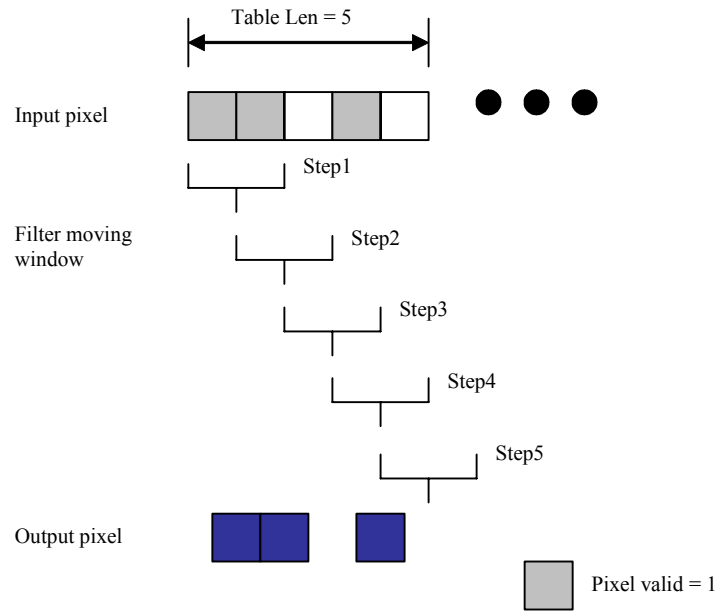 Table Len = 5
Input pixel
Step1
Filter moving
window
Step2
Step3
Step4
Step5
Output pixel
Pixel valid = 1